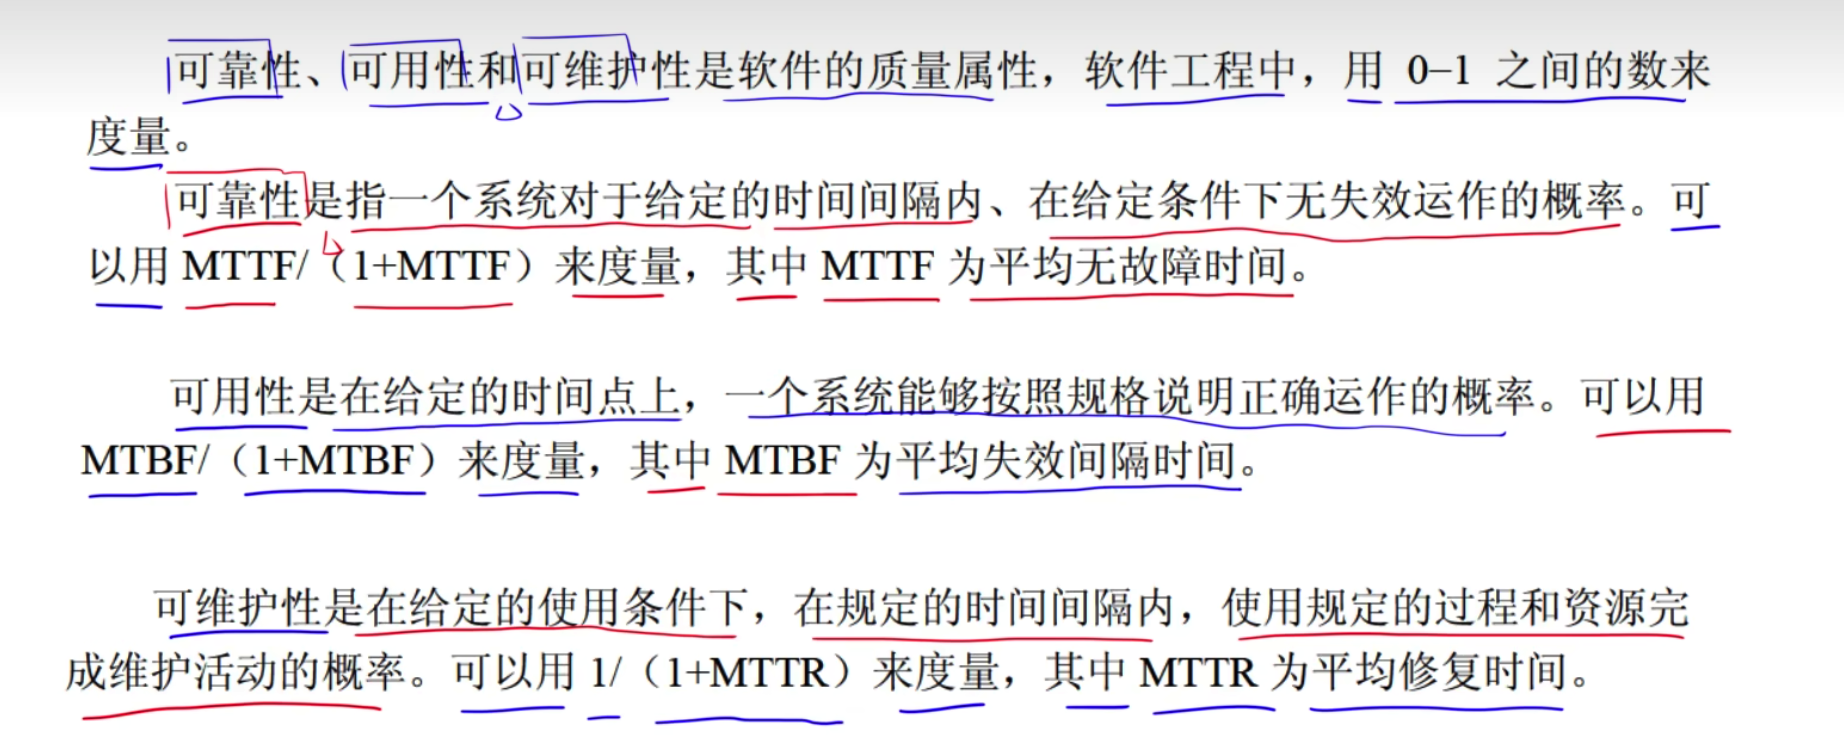 可靠性、可用性和可维护性是软件的质量属性，软件工程中，用 0–1 之间的数来
度量。
可靠性是指一个系统对于给定的时间间隔内、在给定条件下无失效运作的概率。可
以用 MTTF/（1+MTTF）来度量，其中 MTTF 为平均无故障时间。
可用性是在给定的时间点上，一个系统能够按照规格说明正确运作的概率。可以用
MTBF/（1+MTBF）来度量，其中 MTBF 为平均失效间隔时间。
可维护性是在给定的使用条件下，在规定的时间间隔内，使用规定的过程和资源完
成维护活动的概率。可以用 1/（1+MTTR）来度量，其中 MTTR 为平均修复时间。